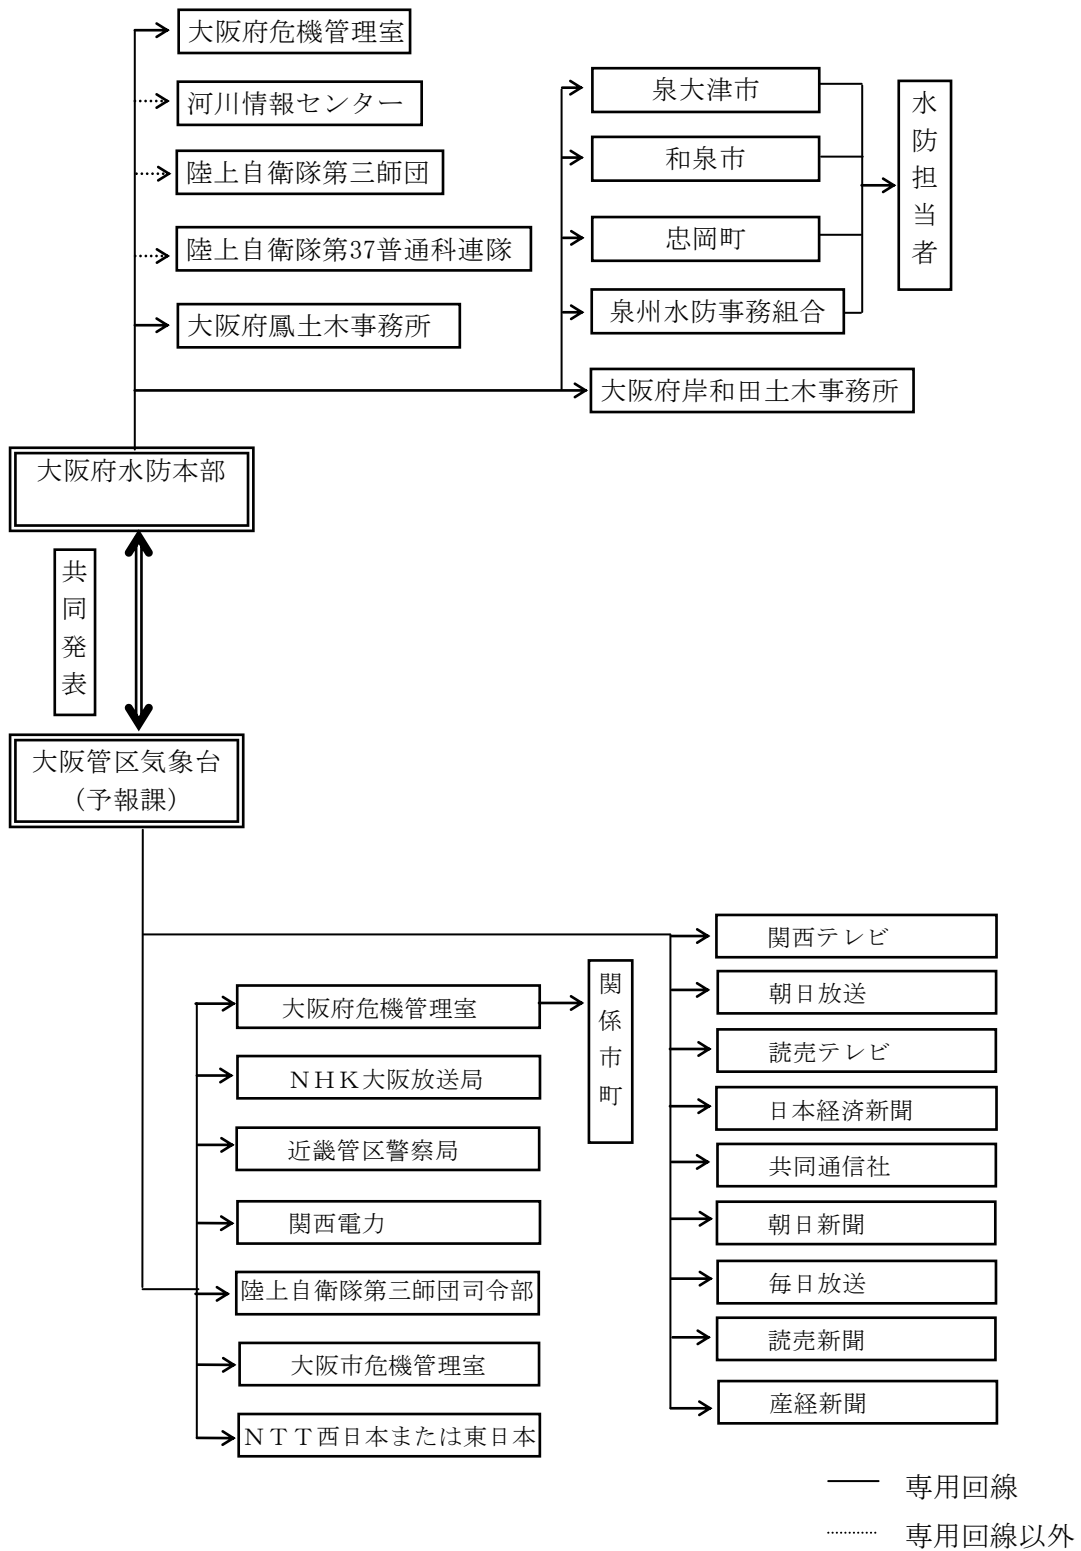 大阪府危機管理室
河川情報センター
陸上自衛隊第三師団
陸上自衛隊第37普通科連隊
大阪府鳳土木事務所
泉大津市
和泉市
忠岡町
泉州水防事務組合
水防担当者
大阪府岸和田土木事務所
大阪府水防本部
共同発表
大阪管区気象台
（予報課）
大阪府危機管理室
ＮＨＫ大阪放送局
近畿管区警察局
関西電力
陸上自衛隊第三師団司令部
大阪市危機管理室
ＮＴＴ西日本または東日本
関係市町
関西テレビ
朝日放送
読売テレビ
日本経済新聞
共同通信社
朝日新聞
毎日放送
読売新聞
産経新聞
専用回線
専用回線以外